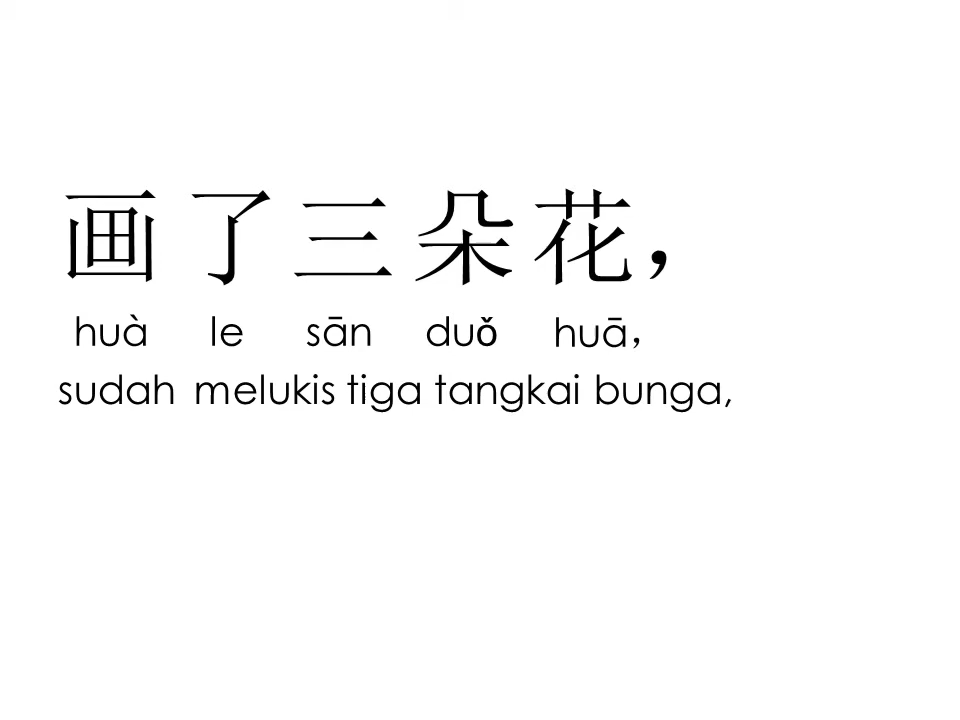 画了三朵花，
huà le sān duǒ huā，
sudah melukis tiga tangkai bunga,